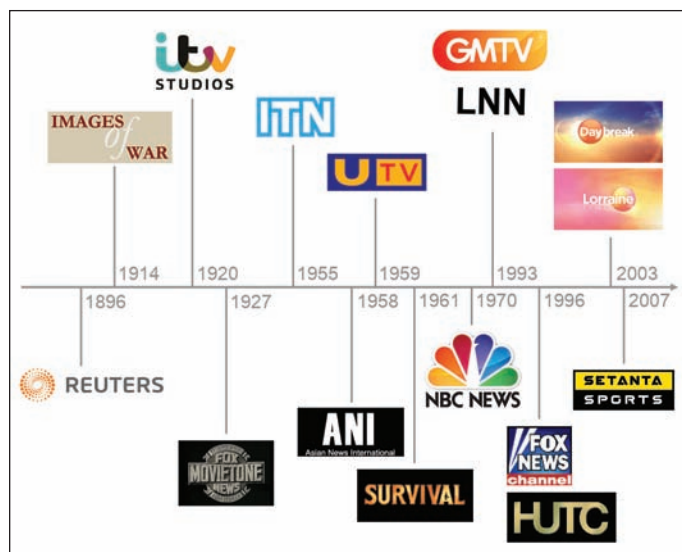 itv
STUDIOS
GMTV
LNN
IMAGES
of
WAR
ITN
UTV
Daybreak
Lorraine
1914
1920
1955
1959
1993
2003
1896
1927
1958
1961
1970
1996
2007
REUTERS
NBC NEWS
SETANTA
SPORTS
FOX
MOVIETONE
NEWS
ANI
Asian News International
SURVIVAL
FOX
NEWS
channel
HUTC